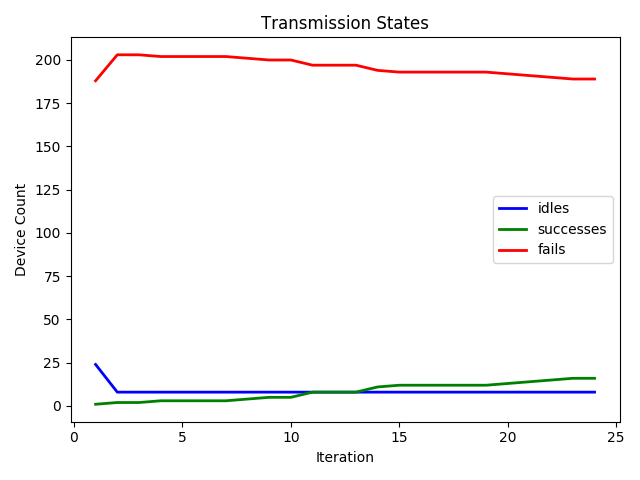 Transmission States
Device Count
200
175
150
125
100
75
50
25
0
idles
successes
fails
0 5 10 15 20 25
Iteration